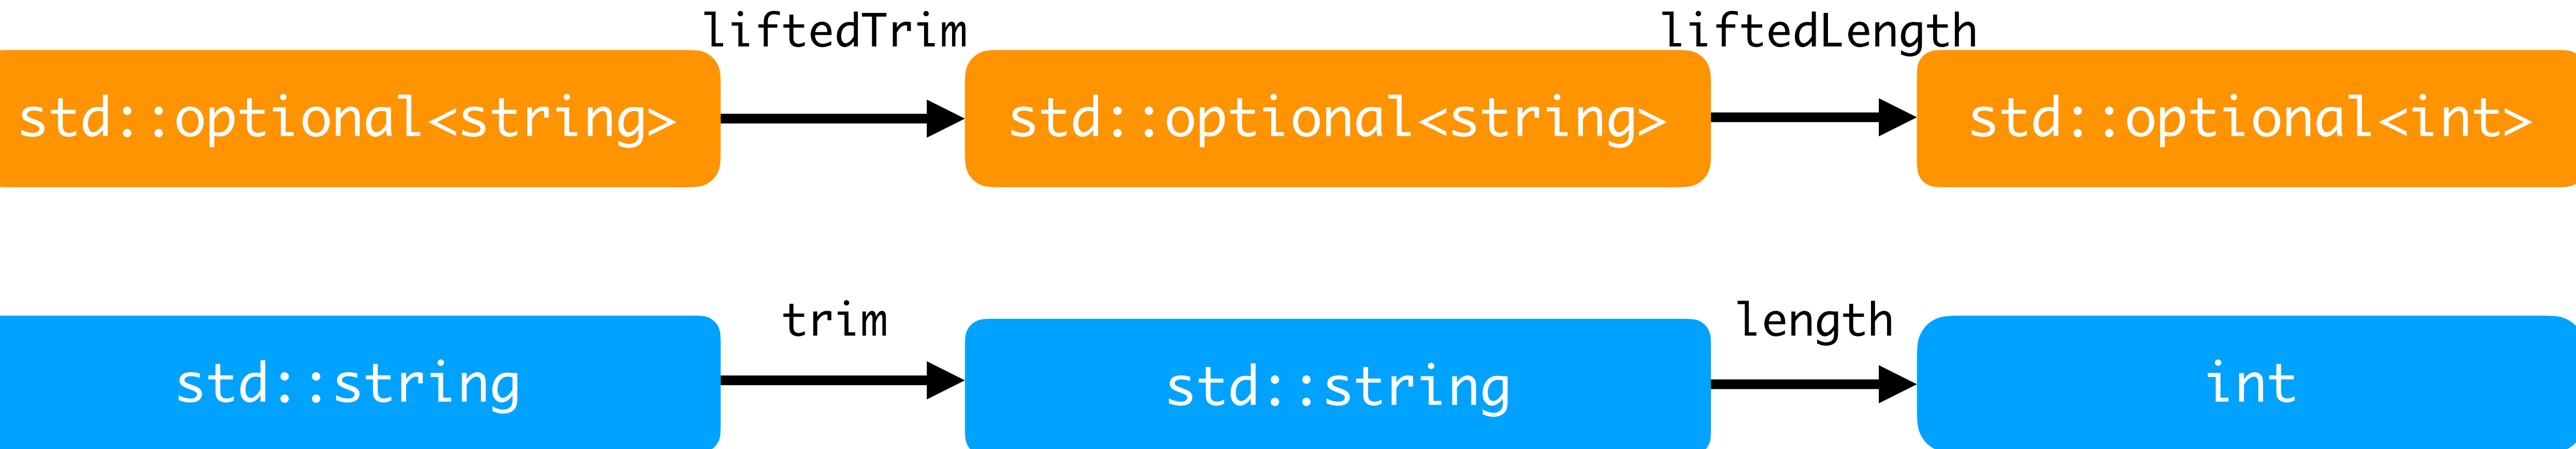 liftedTrim
liftedLength
std::optional<string>
std::optional<string>
std::optional<int>
trim
length
std::string
std::string
int